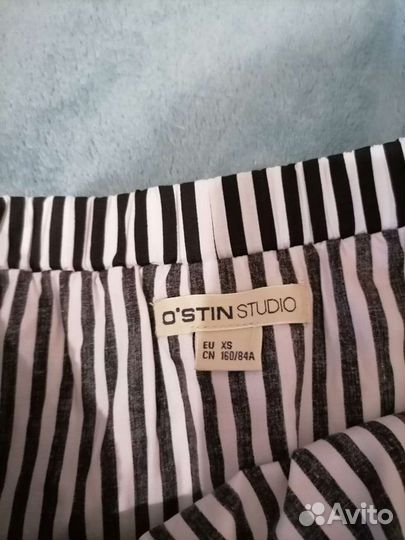 O'STIN STUDIO
EU XS
CN 160/84A
Avito